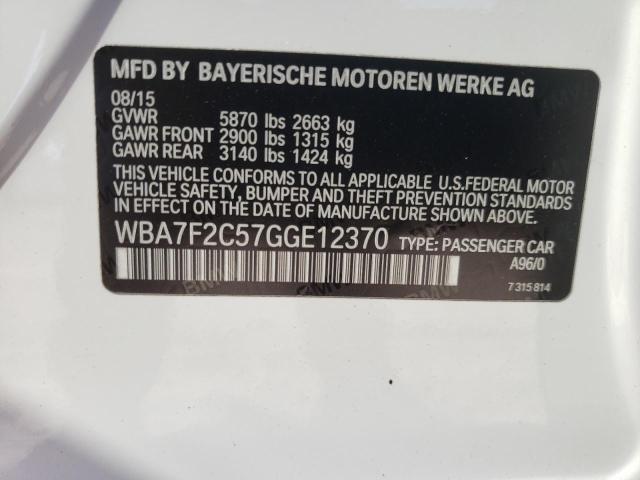 MFD BY BAYERISCHE MOTOREN WERKE AG
08/15
GVWR 5870 lbs 2663 kg
GAWR FRONT 2900 lbs 1315 kg
GAWR REAR 3140 lbs 1424 kg
THIS VEHICLE CONFORMS TO ALL APPLICABLE U.S.FEDERAL MOTOR
VEHICLE SAFETY, BUMPER AND THEFT PREVENTION STANDARDS
IN EFFECT ON THE DATE OF MANUFACTURE SHOWN ABOVE.
WBA7F2C57GGE12370 TYPE: PASSENGER CAR
A96/0
7 315 814